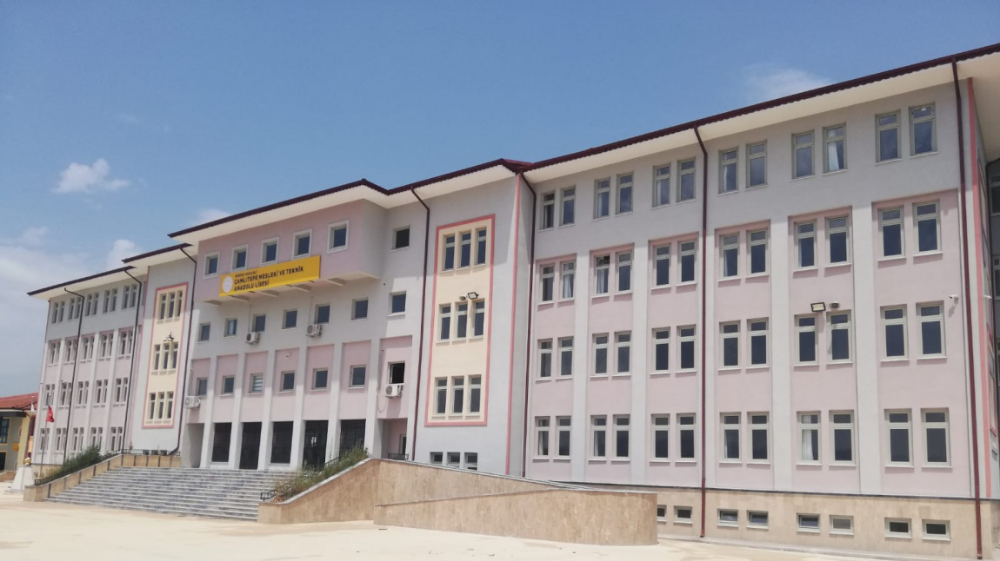 ÇAMLITEPE MESLEKİ VE TEKNİK
ANADOLU LİSESİ